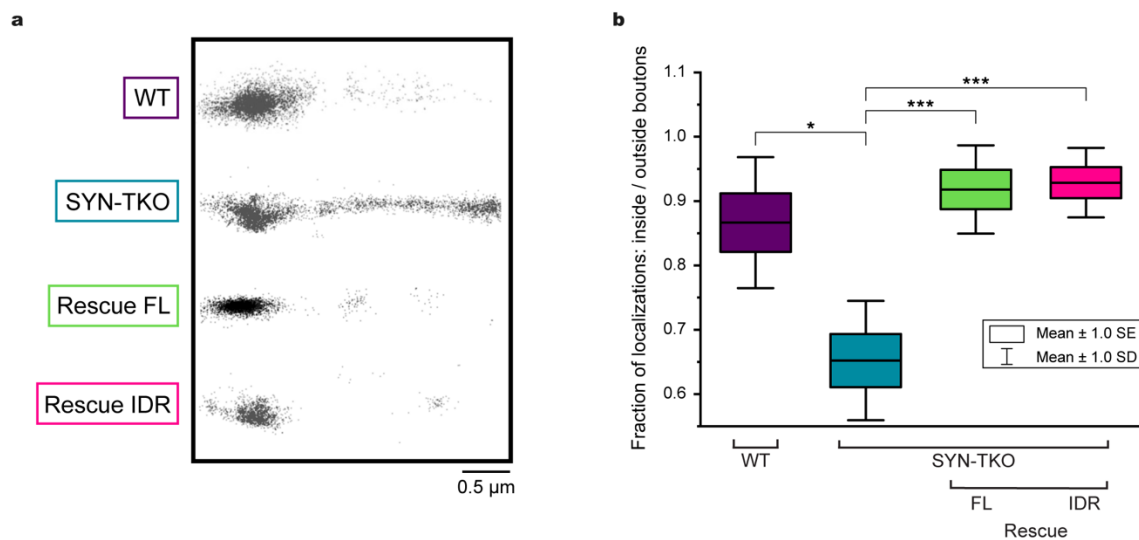 a
WT
SYN-TKO
Rescue FL
Rescue IDR
0.5 µm
b
Fraction of localizations: inside / outside boutons
1.1
1.0
0.9
0.8
0.7
0.6
*
***
***
Mean ± 1.0 SE
Mean ± 1.0 SD
WT
SYN-TKO
FL
IDR
Rescue